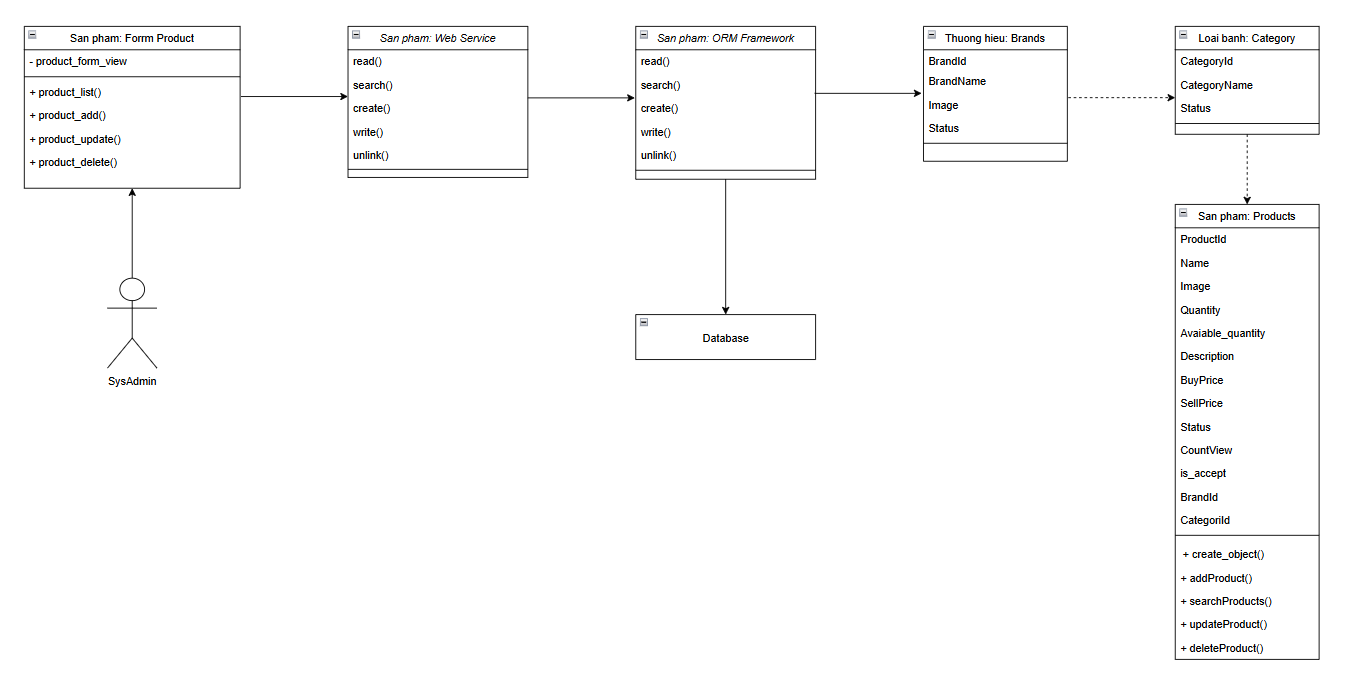 San pham: Forrm Product
- product_form_view
+ product_list()
+ product_add()
+ product_update()
+ product_delete()
SysAdmin
San pham: Web Service
read()
search()
create()
write()
unlink()
San pham: ORM Framework
read()
search()
create()
write()
unlink()
Database
Thuong hieu: Brands
BrandId
BrandName
Image
Status
Loai banh: Category
CategoryId
CategoryName
Status
San pham: Products
ProductId
Name
Image
Quantity
Avaiable_quantity
Description
BuyPrice
SellPrice
Status
CountView
is_accept
BrandId
CategoriId
+ create_object()
+ addProduct()
+ searchProducts()
+ updateProduct()
+ deleteProduct()